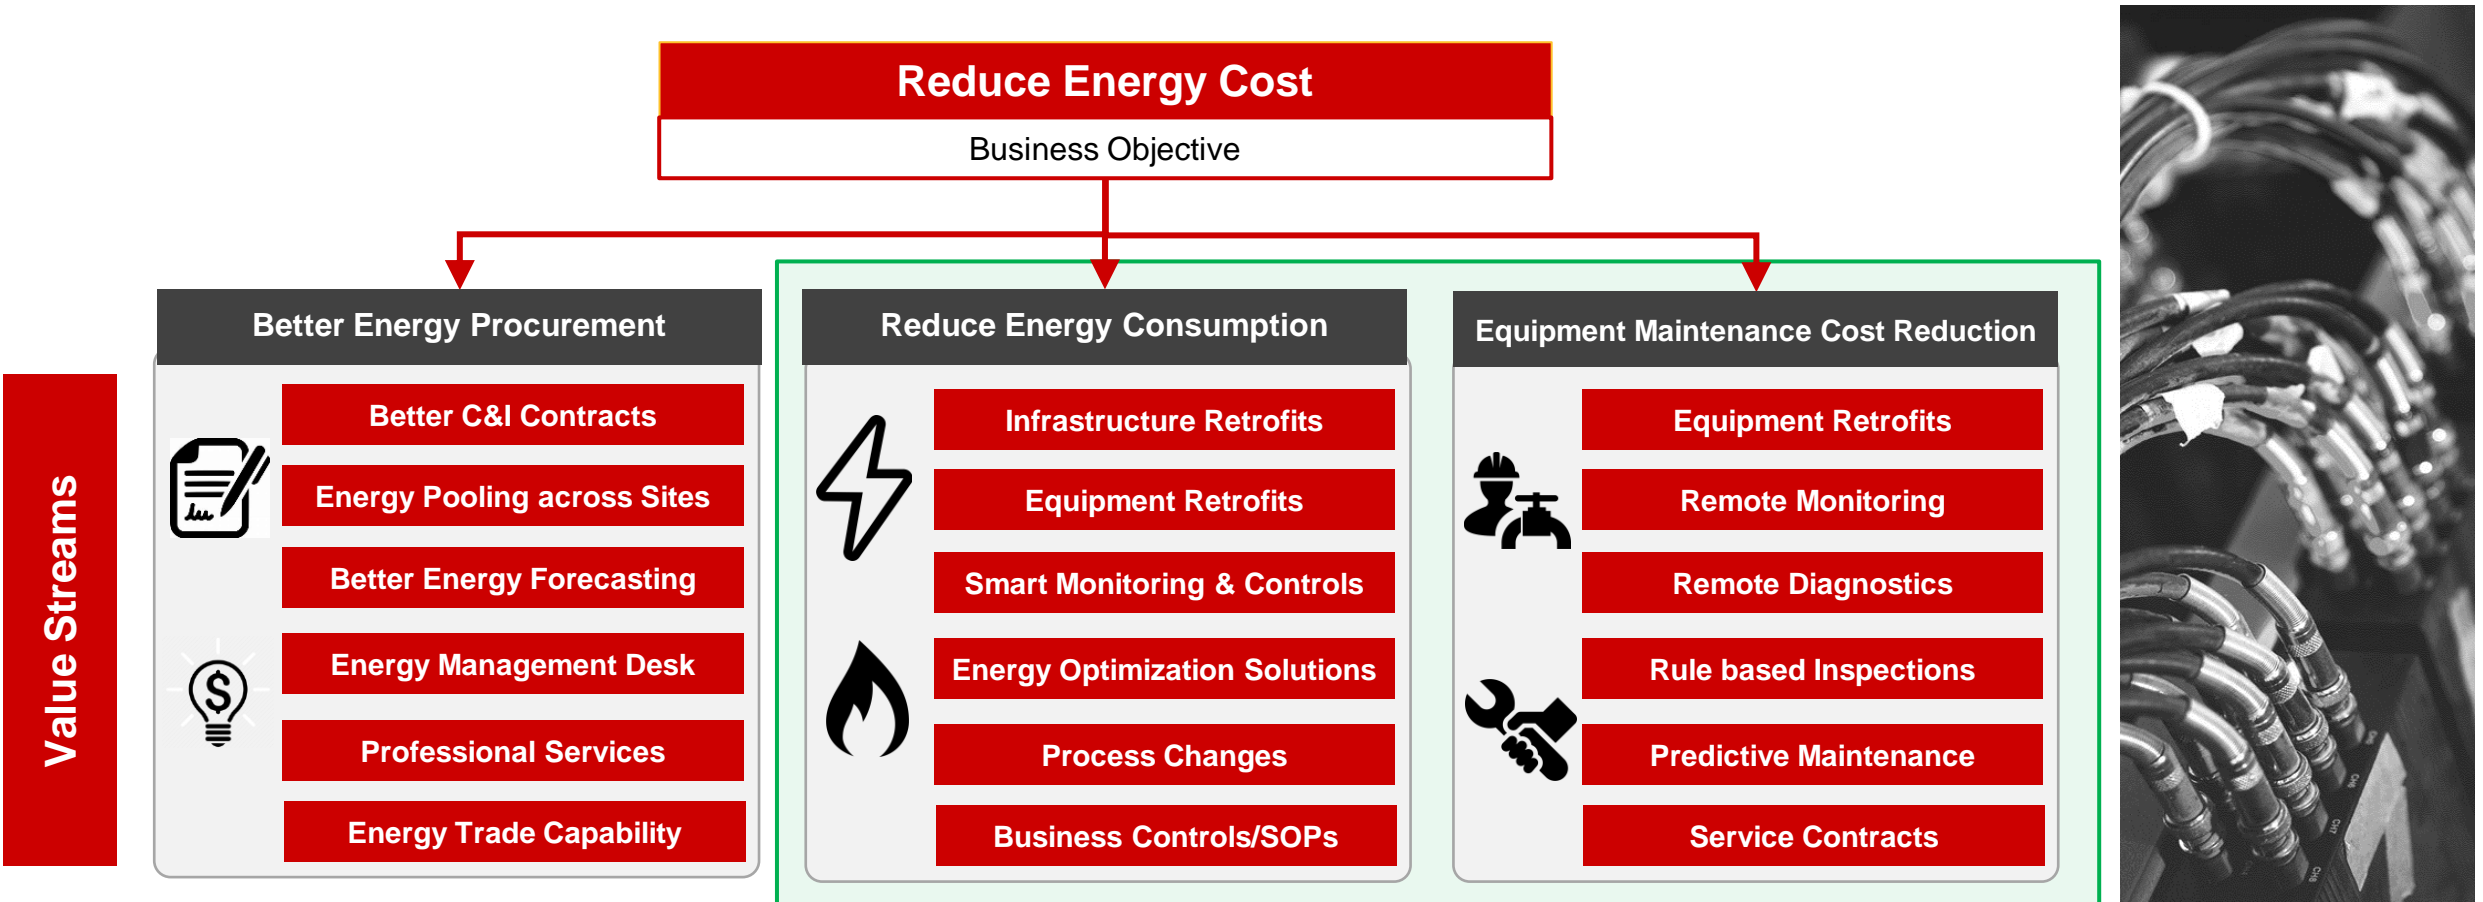 Reduce Energy Cost
Business Objective
Value Streams
Better Energy Procurement
Better C&I Contracts
Energy Pooling across Sites
Better Energy Forecasting
Energy Management Desk
Professional Services
Energy Trade Capability
Reduce Energy Consumption
Infrastructure Retrofits
Equipment Retrofits
Smart Monitoring & Controls
Energy Optimization Solutions
Process Changes
Business Controls/SOPs
Equipment Maintenance Cost Reduction
Equipment Retrofits
Remote Monitoring
Remote Diagnostics
Rule based Inspections
Predictive Maintenance
Service Contracts